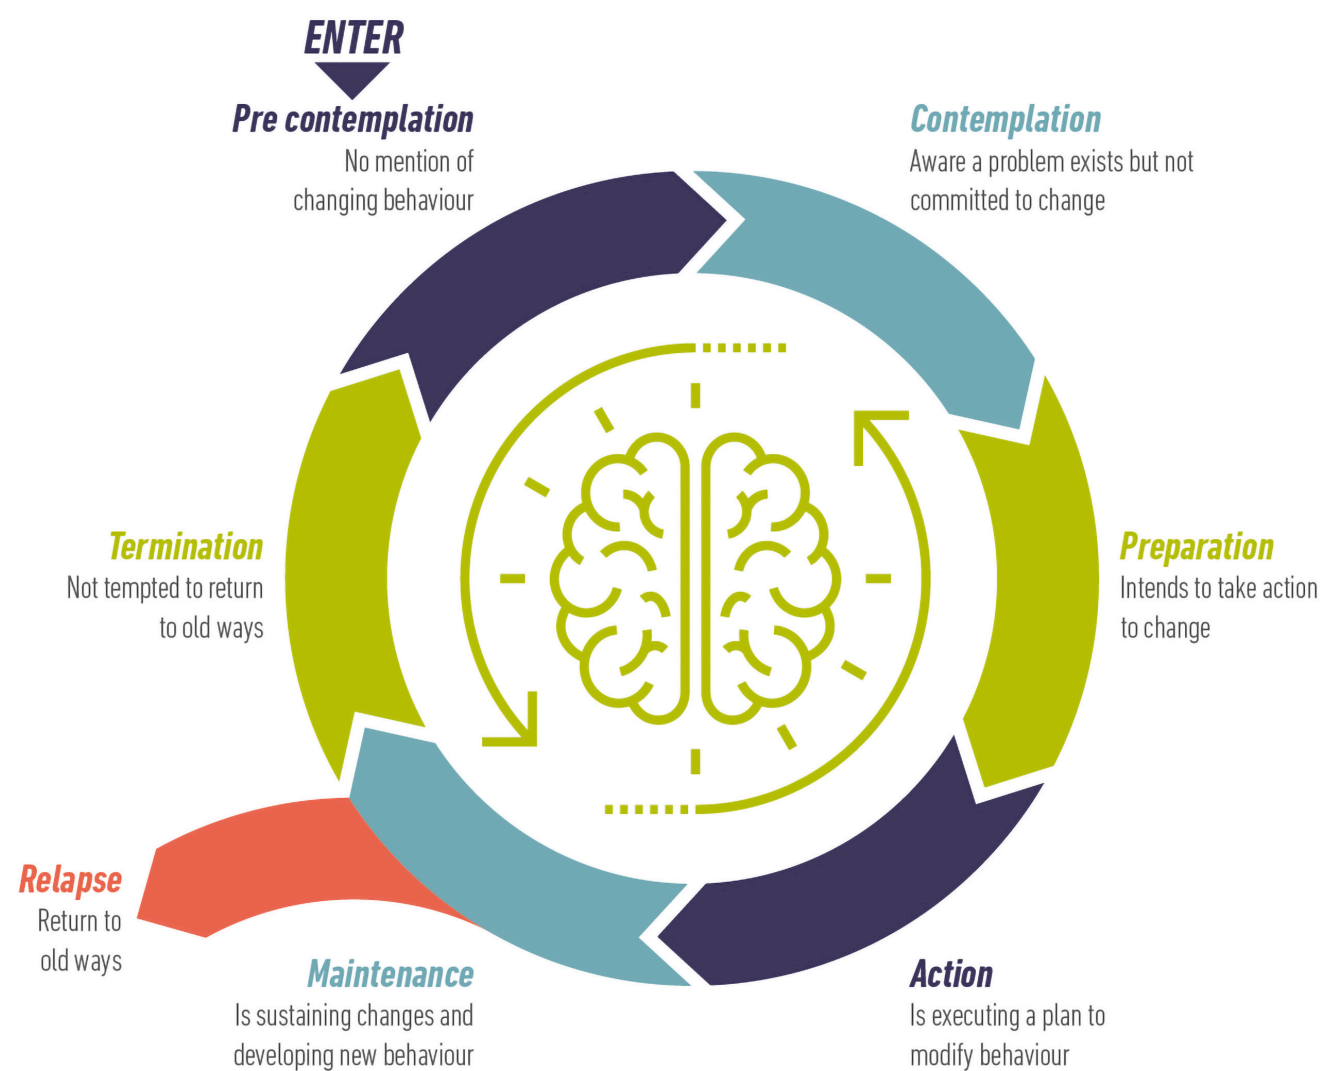 ENTER
Pre contemplation
No mention of
changing behaviour
Contemplation
Aware a problem exists but not
committed to change
Preparation
Intends to take action
to change
Action
Is executing a plan to
modify behaviour
Maintenance
Is sustaining changes and
developing new behaviour
Relapse
Return to
old ways
Termination
Not tempted to return
to old ways